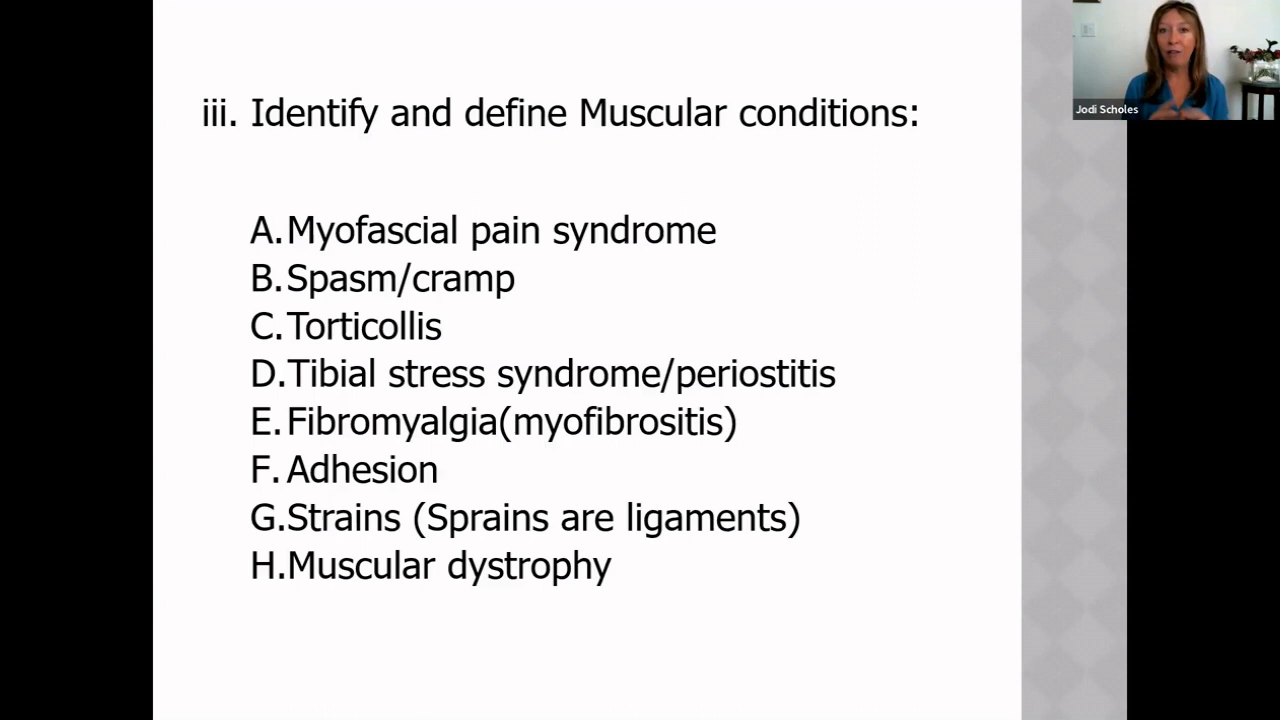 iii. Identify and define Muscular conditions:
A. Myofascial pain syndrome
B. Spasm/cramp
C. Torticollis
D. Tibial stress syndrome/periostitis
E. Fibromyalgia(myofibrositis)
F. Adhesion
G. Strains (Sprains are ligaments)
H. Muscular dystrophy
Jodi Scholes